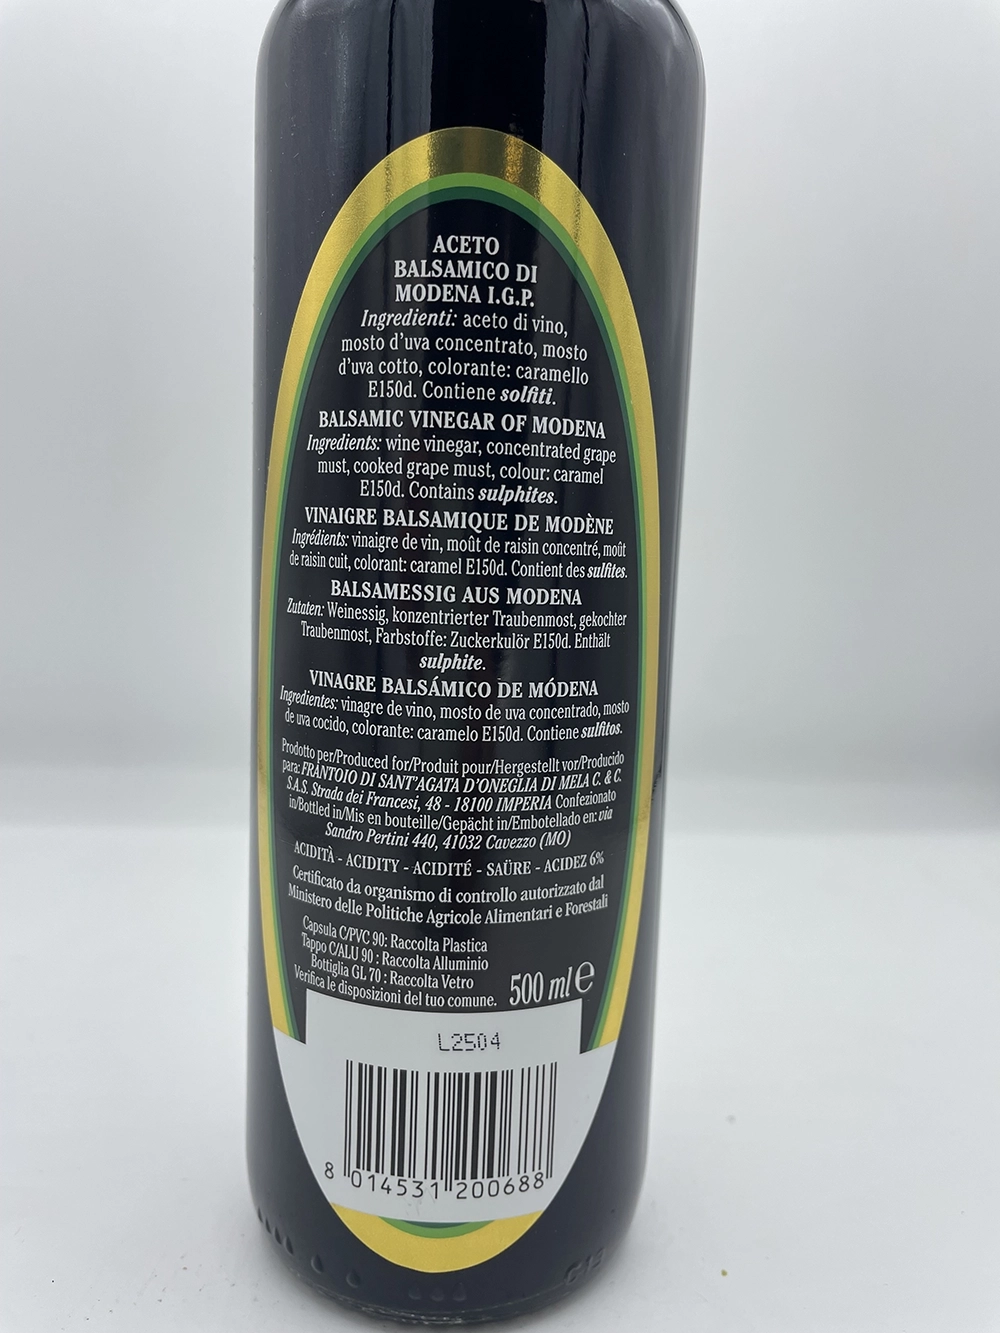 ACETO
BALSAMICO DI
MODENA I.G.P.
Ingredienti: aceto di vino,
mosto d'uva concentrato, mosto
d'uva cotto, colorante: caramello
E150d. Contiene solfiti.
BALSAMIC VINEGAR OF MODENA
Ingredients: wine vinegar, concentrated grape
must, cooked grape must, colour: caramel
E150d. Contains sulphites.
VINAIGRE BALSAMIQUE DE MODÈNE
Ingrédients: vinaigre de vin, moût de raisin concentré, moût
de raisin cuit, colorant: caramel E150d. Contient des sulfites.
BALSAMESSIG AUS MODENA
Zutaten: Weinessig, konzentrierter Traubenmost, gekochter
Traubenmost, Farbstoffe: Zuckerkulör E150d. Enthält
sulphite.
VINAGRE BALSÁMICO DE MÓDENA
Ingredientes: vinagre de vino, mosto de uva concentrado, mosto
de uva cocido, colorante: caramelo E150d. Contiene sulfitos.
Prodotto per/Produced for/Produit pour/Hergestellt vor/Producido
para: FRANTOIO DI SANT'AGATA D'ONEGLIA DI MELA C. & C.
S.A.S. Strada dei Francesi, 48 - 18100 IMPERIA Confezionato
in/Bottled in/Mis en bouteille/Gepächt in/Embotellado en: via
Sandro Pertini 440, 41032 Cavezzo (MO)
ACIDITÀ - ACIDITY - ACIDITÉ - SAÜRE - ACIDEZ 6%
Certificato da organismo di controllo autorizzato dal
Ministero delle Politiche Agricole Alimentari e Forestali
Capsula C/PVC 90: Raccolta Plastica
Tappo C/ALU 90 : Raccolta Alluminio
Bottiglia GL 70 : Raccolta Vetro
Verifica le disposizioni del tuo comune.
500 ml e
L2504
8 014531 200688